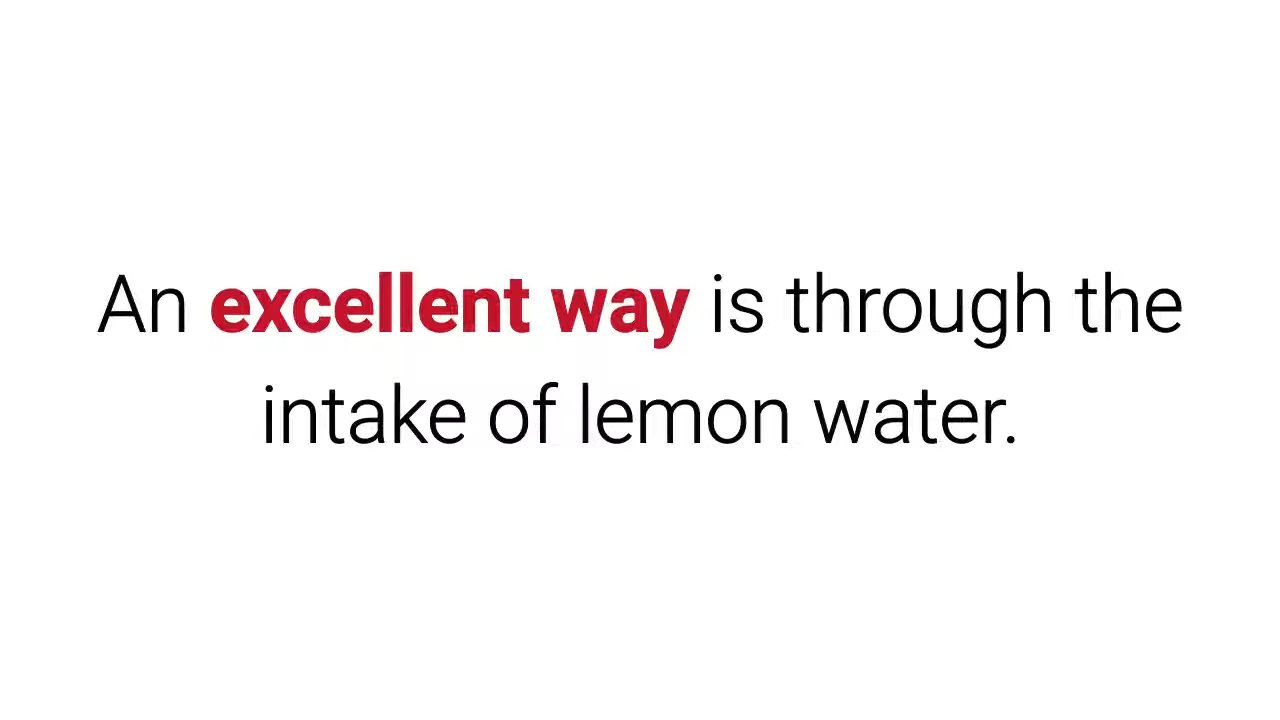 An excellent way is through the
intake of lemon water.